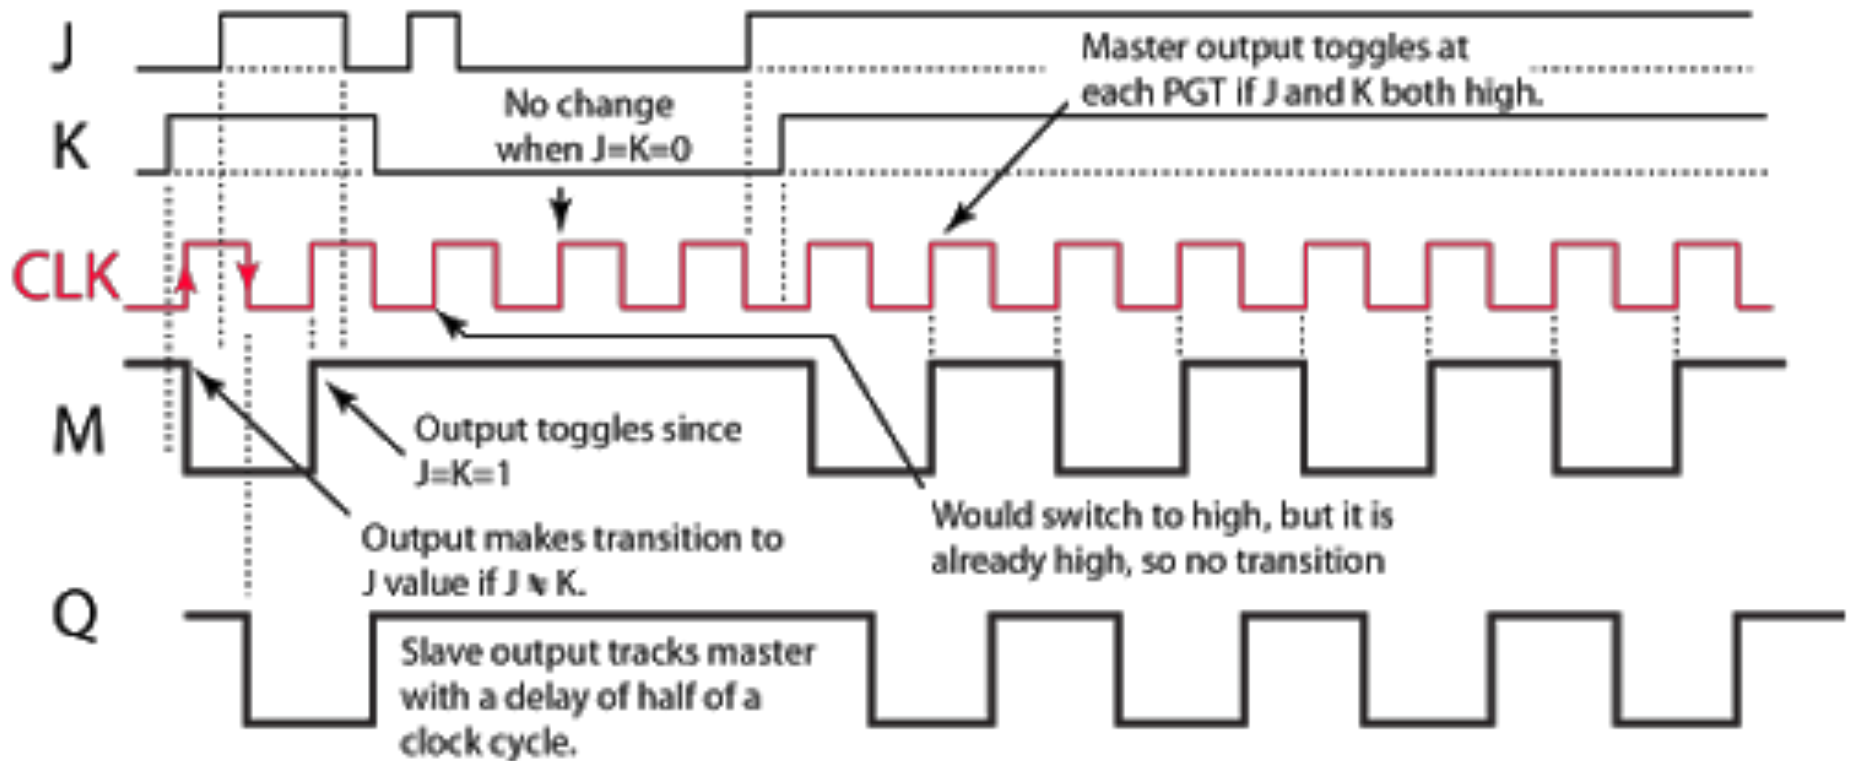 J
Master output toggles at
each PGT if J and K both high.
No change
when J=K=0
K
CLK
M
Output toggles since
J=K=1
Output makes transition to
J value if J ≠ K.
Would switch to high, but it is
already high, so no transition
Q
Slave output tracks master
with a delay of half of a
clock cycle.